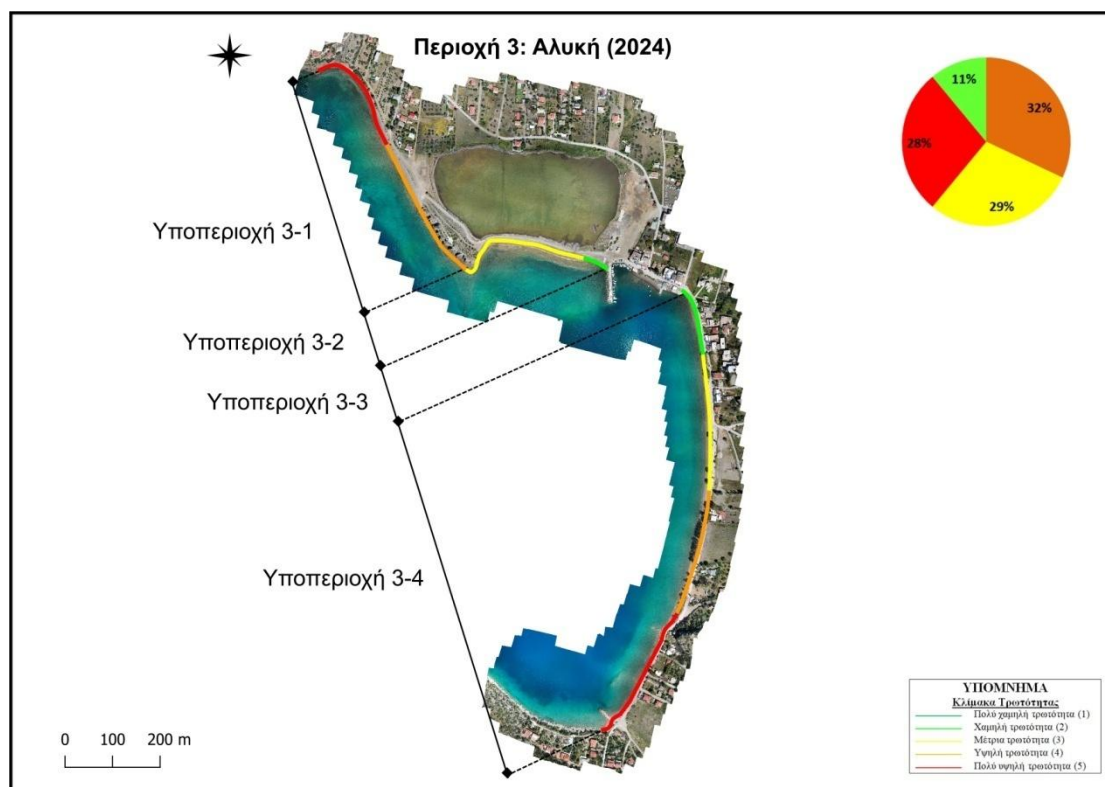 Περιοχή 3: Αλυκή (2024)
11%
32%
28%
29%
Υποπεριοχή 3-1
Υποπεριοχή 3-2
Υποπεριοχή 3-3
Υποπεριοχή 3-4
0 100 200 m
ΥΠΟΜΝΗΜΑ
Κλίμακα Τρωτότητας
Πολύ χαμηλή τρωτότητα (1)
Χαμηλή τρωτότητα (2)
Μέτρια τρωτότητα (3)
Υψηλή τρωτότητα (4)
Πολύ υψηλή τρωτότητα (5)